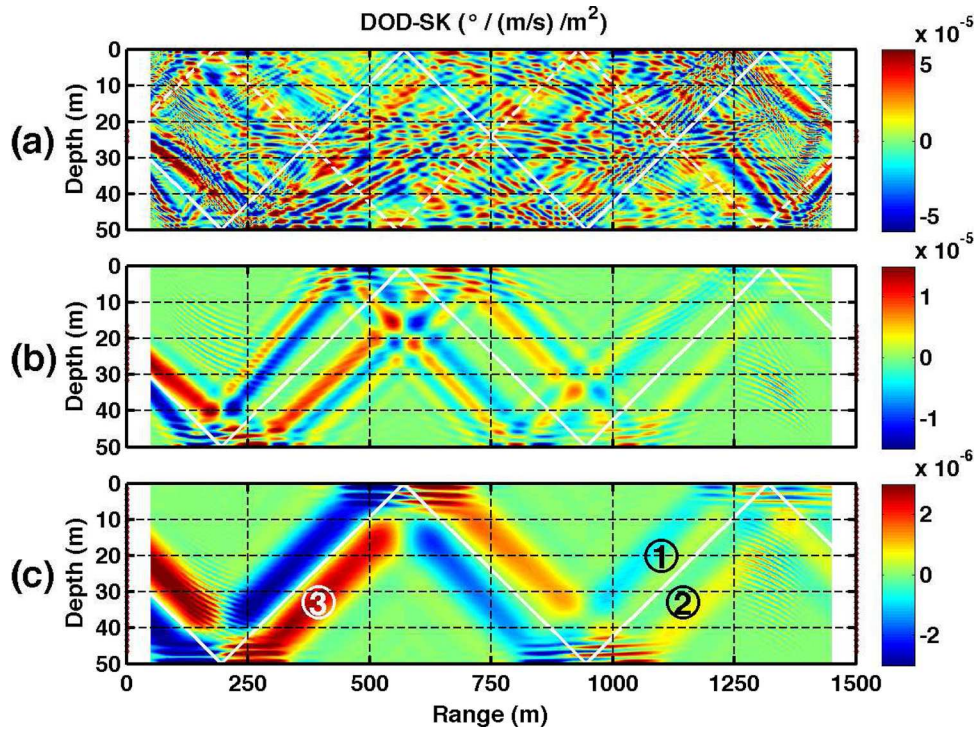 DOD-SK ( ° / (m/s) /m²)
x 10⁻⁵
(a)
Depth (m)
0
10
20
30
40
50
5
0
-5
x 10⁻⁵
(b)
Depth (m)
0
10
20
30
40
50
1
0
-1
x 10⁻⁶
(c)
Depth (m)
0
10
20
30
40
50
①
②
③
2
0
-2
0 250 500 750 1000 1250 1500
Range (m)